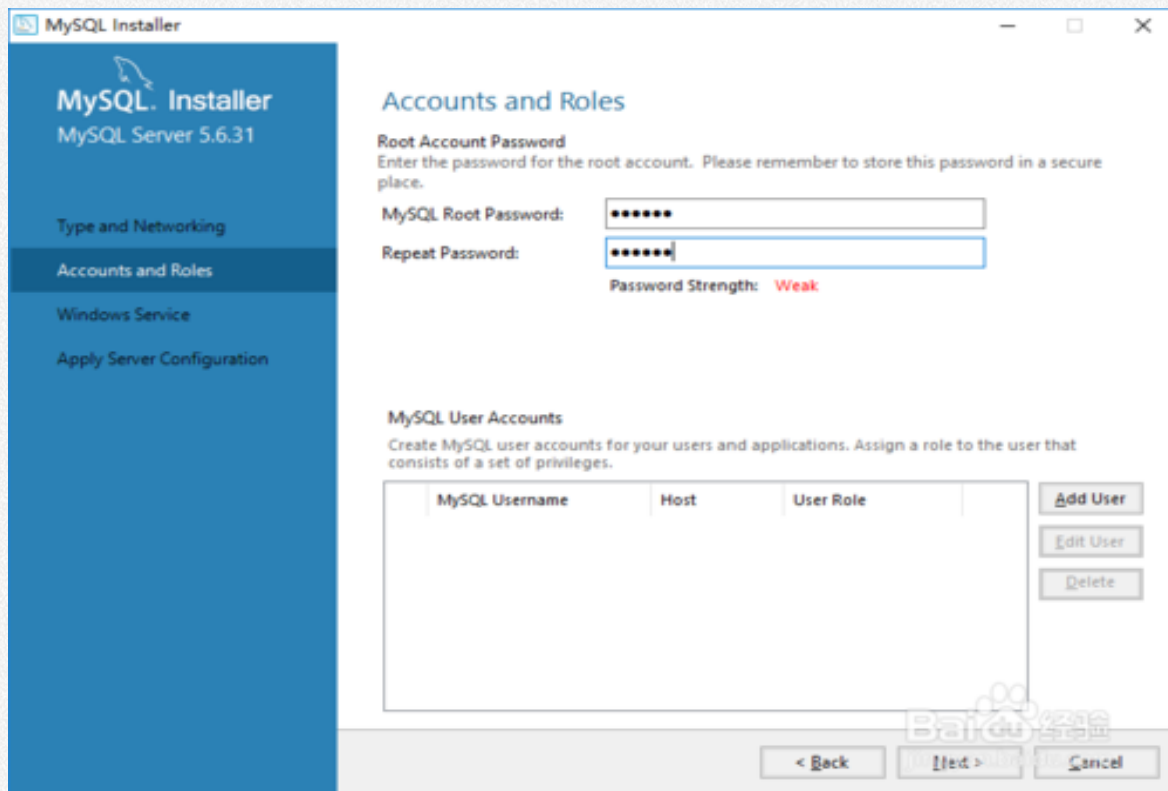 MySQL Installer
MySQL. Installer
MySQL Server 5.6.31
Type and Networking
Accounts and Roles
Windows Service
Apply Server Configuration
Accounts and Roles
Root Account Password
Enter the password for the root account. Please remember to store this password in a secure
place.
MySQL Root Password: ●●●●●●
Repeat Password: ●●●●●●
Password Strength: Weak
MySQL User Accounts
Create MySQL user accounts for your users and applications. Assign a role to the user that
consists of a set of privileges.
MySQL Username Host User Role
Add User
Edit User
Delete
Baidu 经验
< Back Next > Cancel